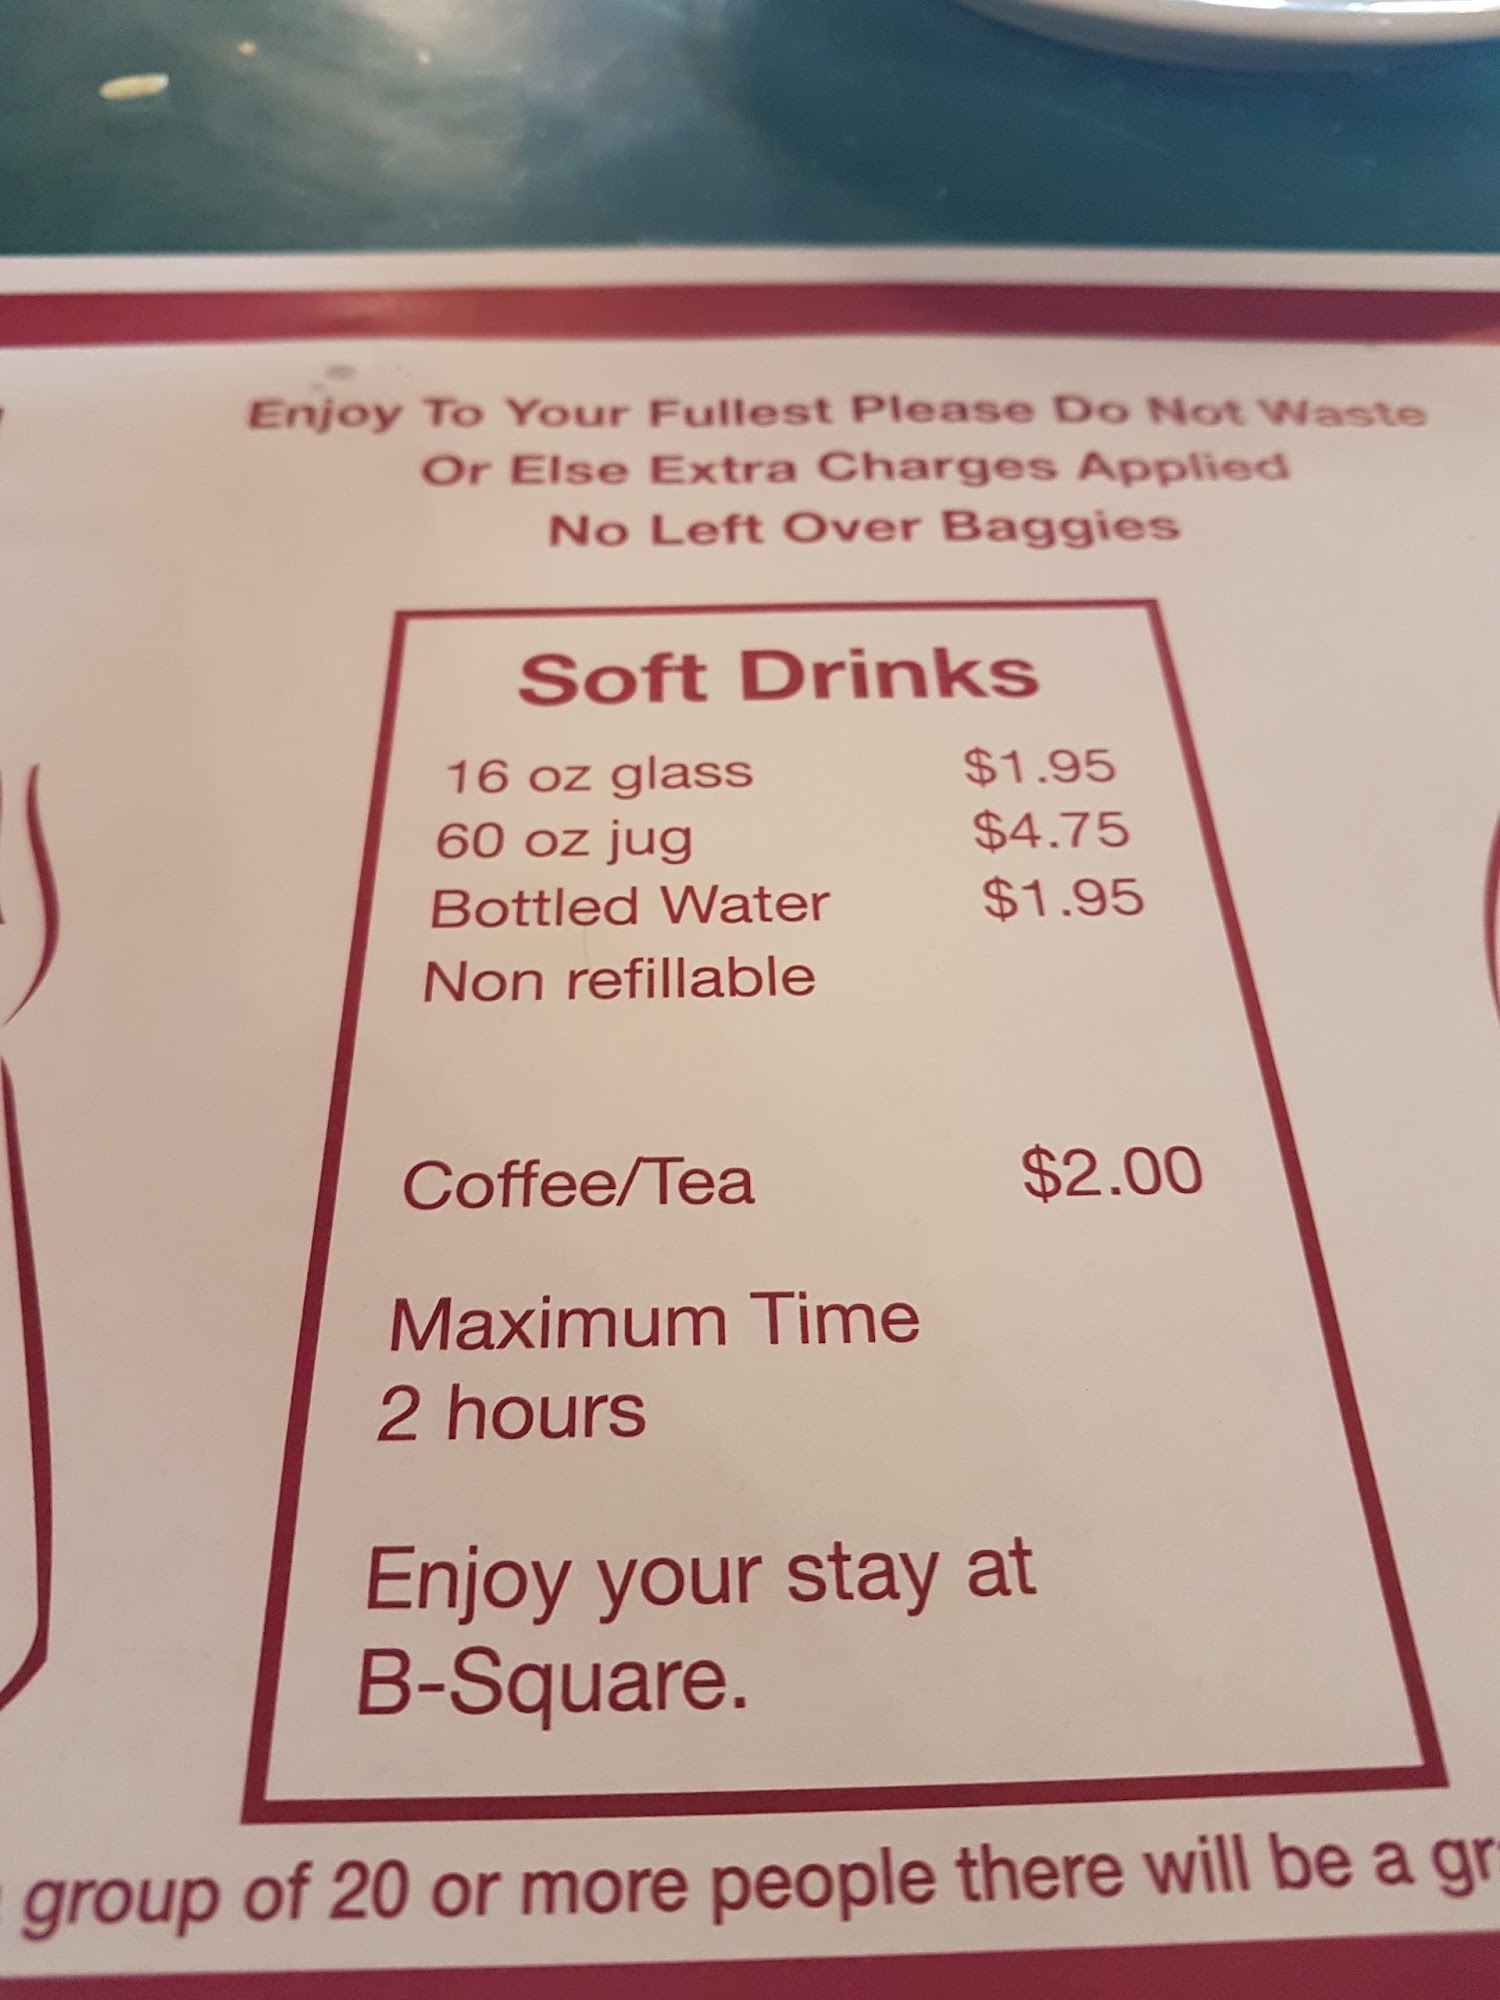 Enjoy To Your Fullest Please Do Not Waste
Or Else Extra Charges Applied
No Left Over Baggies
Soft Drinks
16 oz glass $1.95
60 oz jug $4.75
Bottled Water $1.95
Non refillable
Coffee/Tea $2.00
Maximum Time
2 hours
Enjoy your stay at
B-Square.
group of 20 or more people there will be a